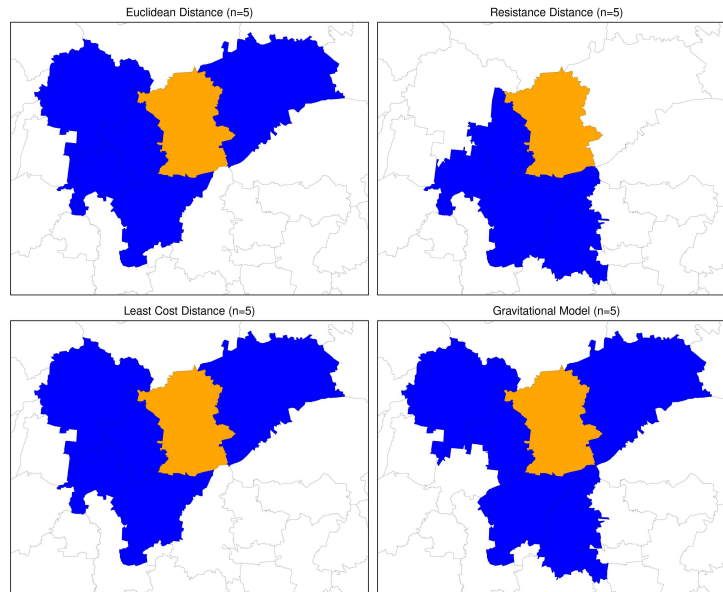 Euclidean Distance (n=5)
Resistance Distance (n=5)
Least Cost Distance (n=5)
Gravitational Model (n=5)